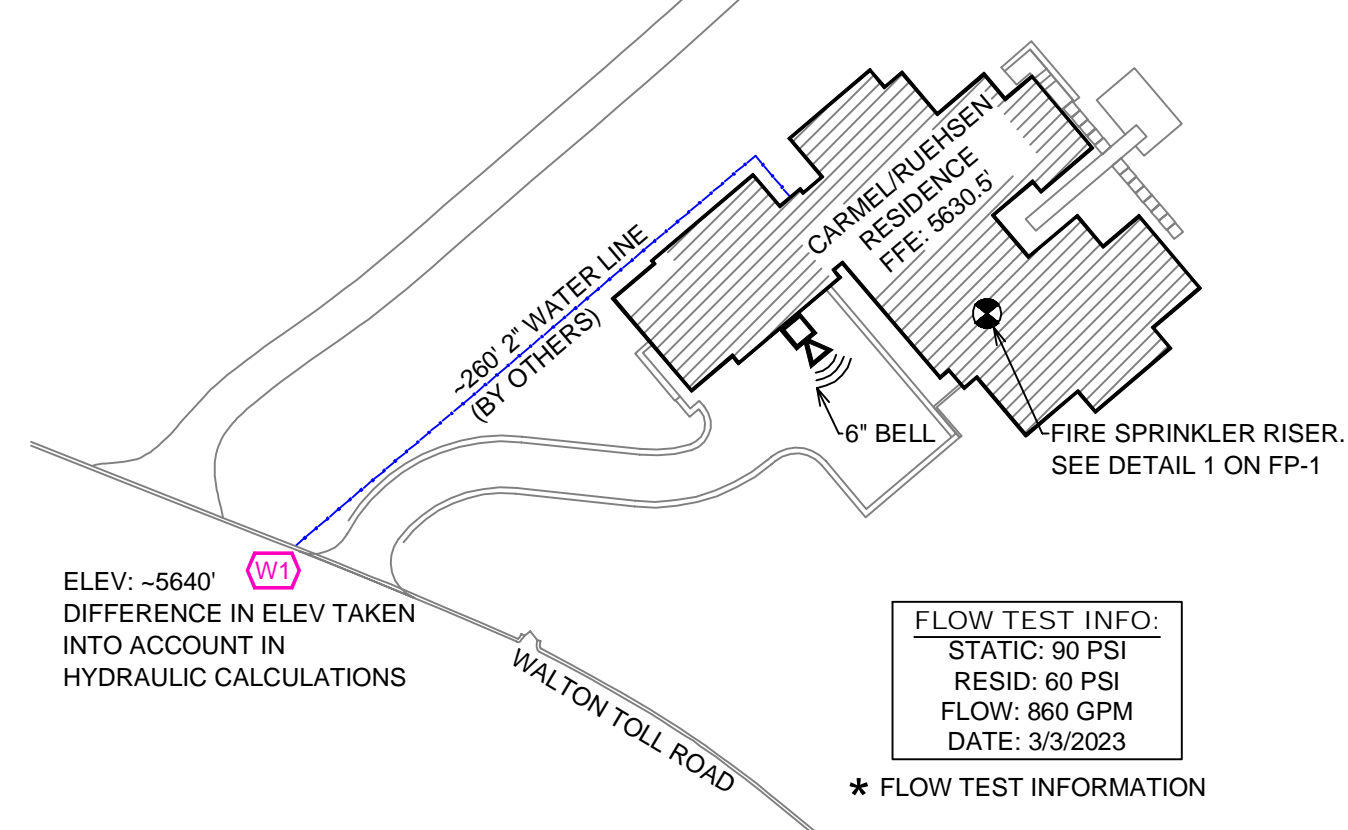 CARMEL/RUEHSEN
RESIDENCE
FFE: 5630.5'
~260' 2" WATER LINE
(BY OTHERS)
6" BELL
FIRE SPRINKLER RISER.
SEE DETAIL 1 ON FP-1
W1
ELEV: ~5640'
DIFFERENCE IN ELEV TAKEN
INTO ACCOUNT IN
HYDRAULIC CALCULATIONS
WALTON TOLL ROAD
FLOW TEST INFO:
STATIC: 90 PSI
RESID: 60 PSI
FLOW: 860 GPM
DATE: 3/3/2023
* FLOW TEST INFORMATION